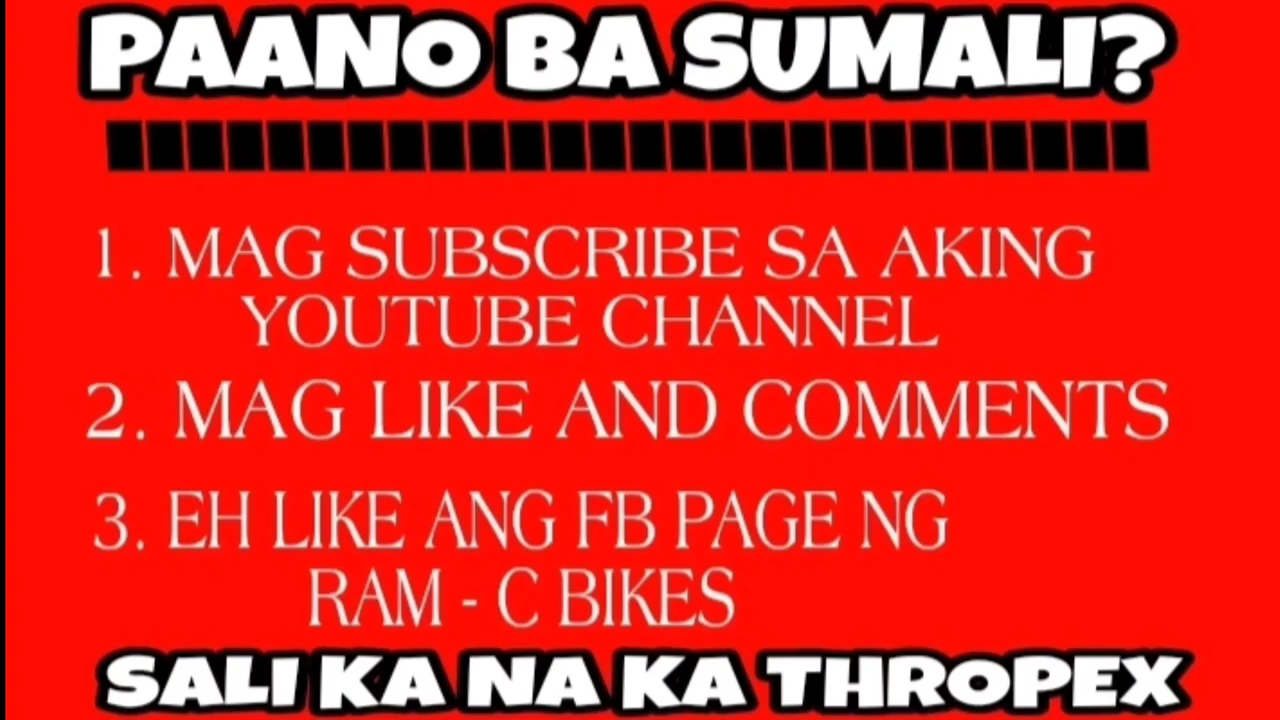 PAANO BA SUMALI?
1. MAG SUBSCRIBE SA AKING
YOUTUBE CHANNEL
2. MAG LIKE AND COMMENTS
3. EH LIKE ANG FB PAGE NG
RAM - C BIKES
SALI KA NA KA THROPEX